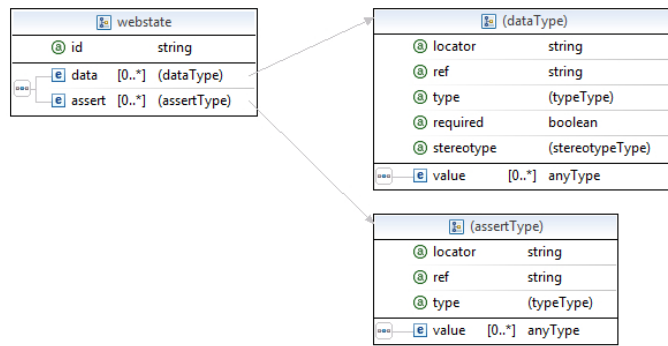 webstate
id string
data [0..*] (dataType)
assert [0..*] (assertType)
(dataType)
locator string
ref string
type (typeType)
required boolean
stereotype (stereotypeType)
value [0..*] anyType
(assertType)
locator string
ref string
type (typeType)
value [0..*] anyType